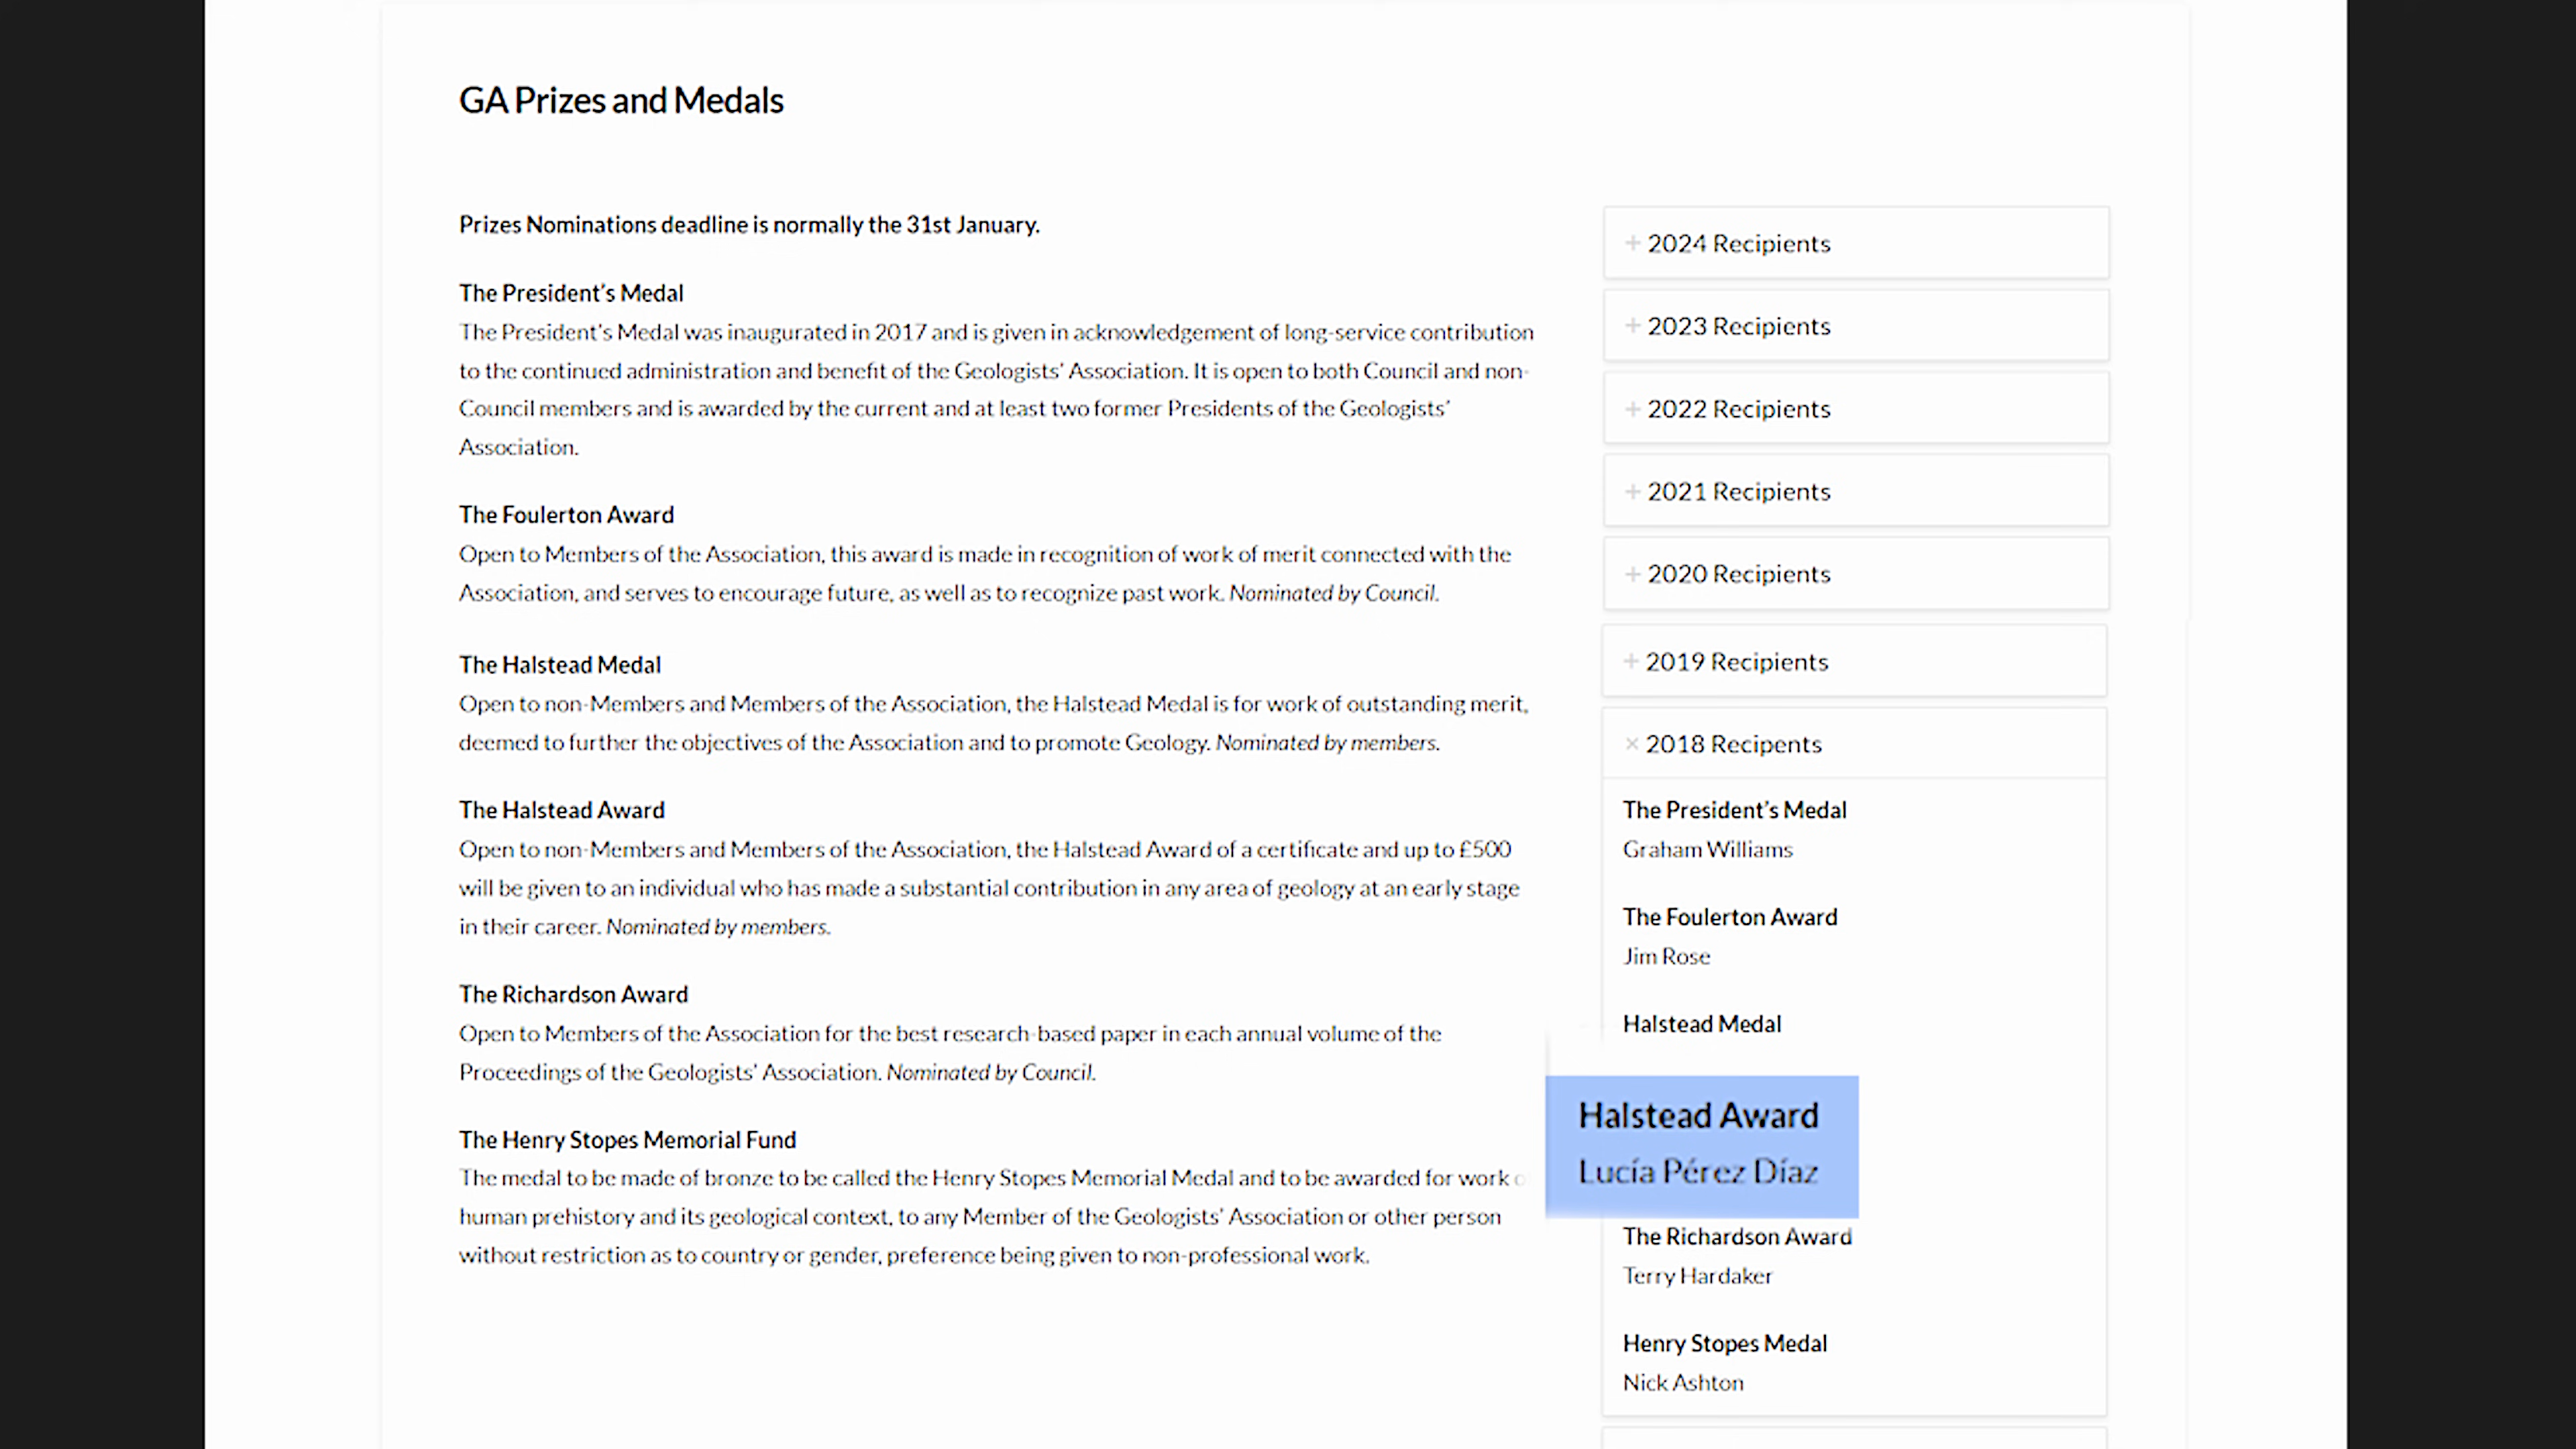 GA Prizes and Medals
Prizes Nominations deadline is normally the 31st January.
The President's Medal
The President's Medal was inaugurated in 2017 and is given in acknowledgement of long-service contribution
to the continued administration and benefit of the Geologists' Association. It is open to both Council and non-
Council members and is awarded by the current and at least two former Presidents of the Geologists'
Association.
The Foulerton Award
Open to Members of the Association, this award is made in recognition of work of merit connected with the
Association, and serves to encourage future, as well as to recognize past work. Nominated by Council.
The Halstead Medal
Open to non-Members and Members of the Association, the Halstead Medal is for work of outstanding merit,
deemed to further the objectives of the Association and to promote Geology. Nominated by members.
The Halstead Award
Open to non-Members and Members of the Association, the Halstead Award of a certificate and up to £500
will be given to an individual who has made a substantial contribution in any area of geology at an early stage
in their career. Nominated by members.
The Richardson Award
Open to Members of the Association for the best research-based paper in each annual volume of the
Proceedings of the Geologists' Association. Nominated by Council.
The Henry Stopes Memorial Fund
The medal to be made of bronze to be called the Henry Stopes Memorial Medal and to be awarded for work
human prehistory and its geological context, to any Member of the Geologists' Association or other person
without restriction as to country or gender, preference being given to non-professional work.
+ 2024 Recipients
+ 2023 Recipients
+ 2022 Recipients
+ 2021 Recipients
+ 2020 Recipients
+ 2019 Recipients
× 2018 Recipents
The President's Medal
Graham Williams
The Foulerton Award
Jim Rose
Halstead Medal
Halstead Award
Lucía Pérez Díaz
The Richardson Award
Terry Hardaker
Henry Stopes Medal
Nick Ashton